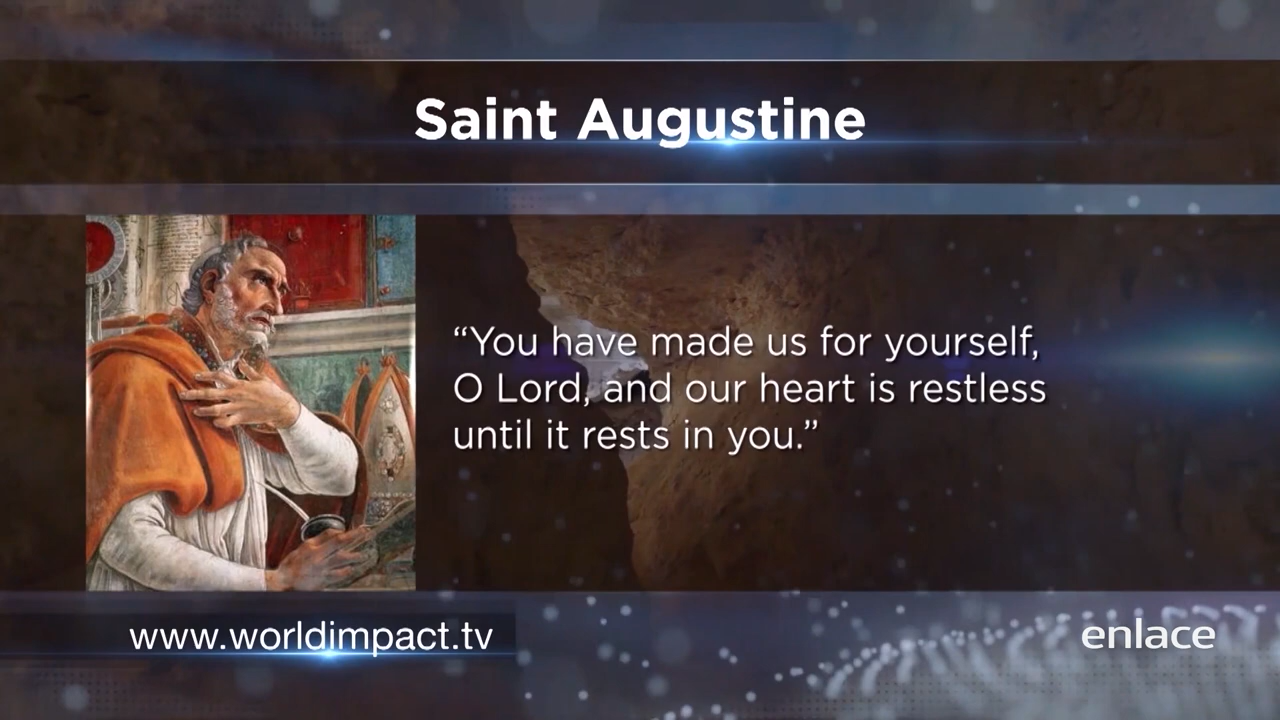 Saint Augustine
“You have made us for yourself,
O Lord, and our heart is restless
until it rests in you.”
www.worldimpact.tv
enlace